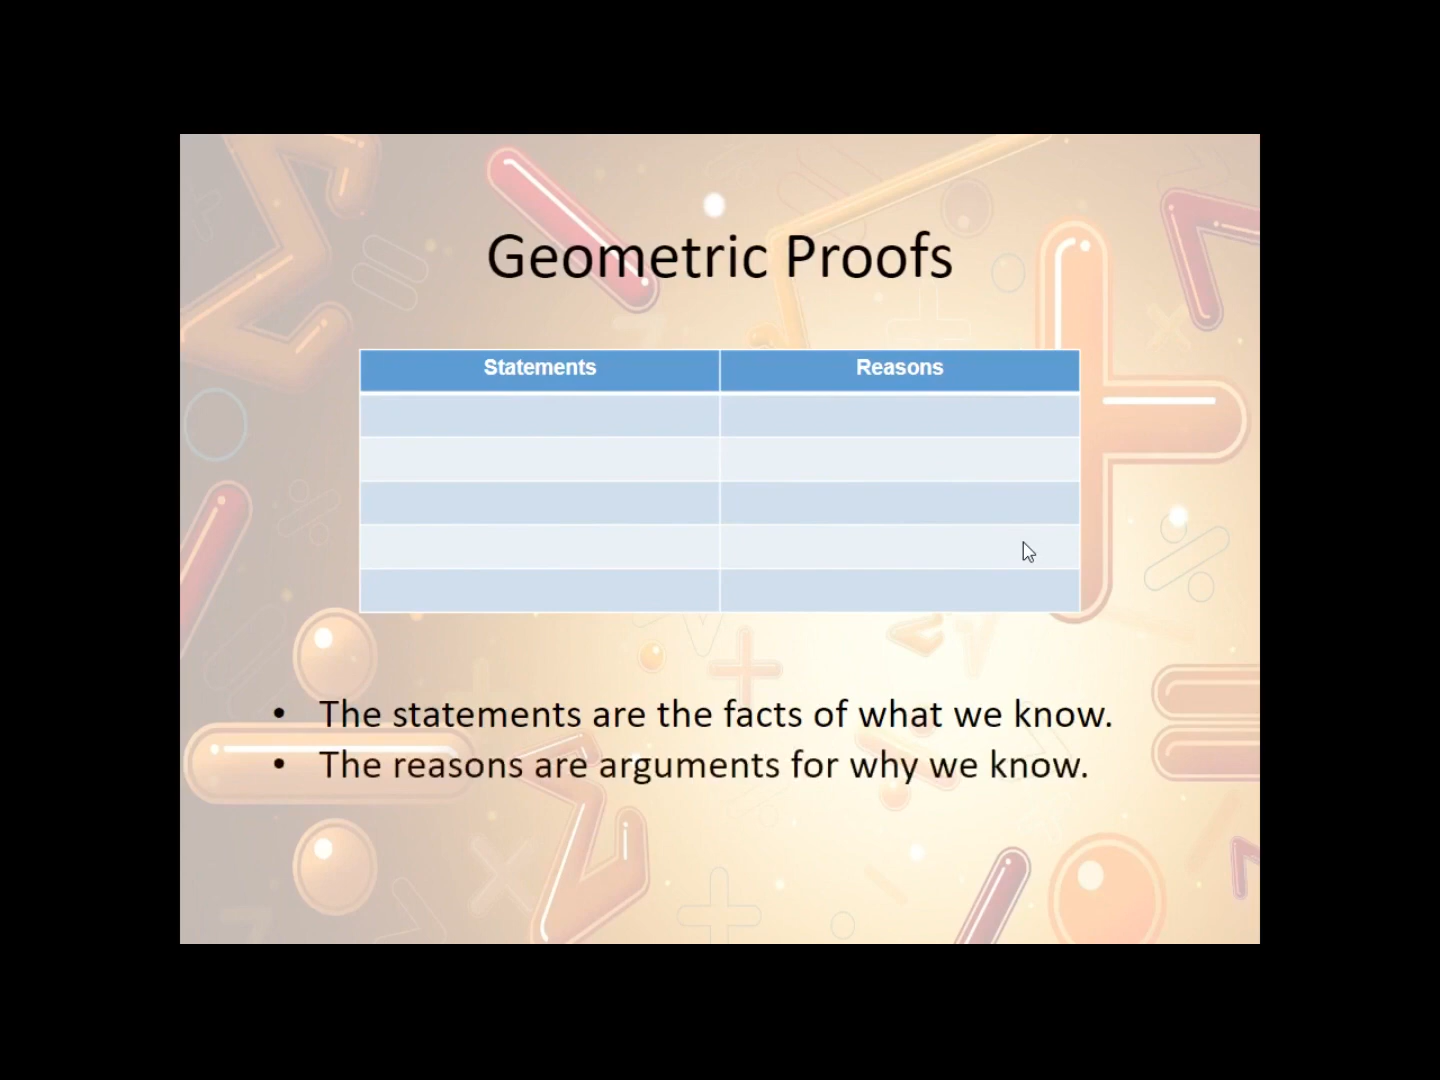 Geometric Proofs
Statements Reasons
• The statements are the facts of what we know.
• The reasons are arguments for why we know.